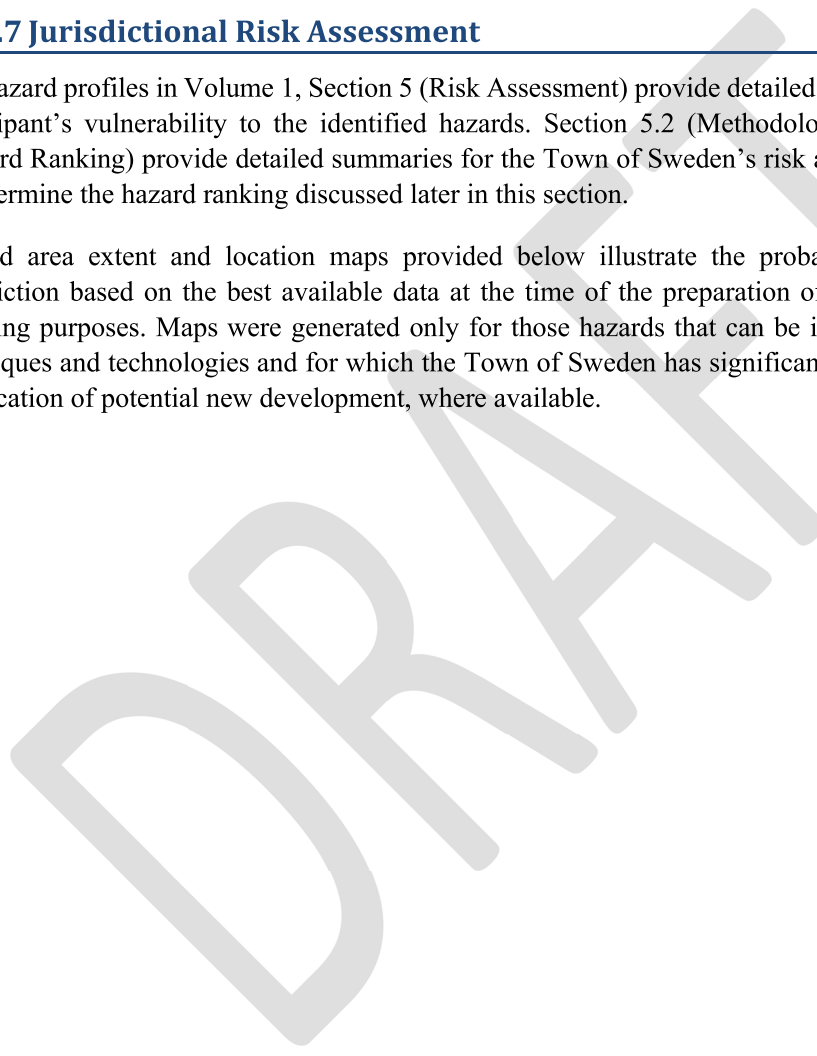 .7 Jurisdictional Risk Assessment
azard profiles in Volume 1, Section 5 (Risk Assessment) provide detailed
ipant’s vulnerability to the identified hazards. Section 5.2 (Methodolo
rd Ranking) provide detailed summaries for the Town of Sweden’s risk a
ermine the hazard ranking discussed later in this section.
d area extent and location maps provided below illustrate the proba
iction based on the best available data at the time of the preparation o
ing purposes. Maps were generated only for those hazards that can be i
iques and technologies and for which the Town of Sweden has significan
cation of potential new development, where available.
DRAFT